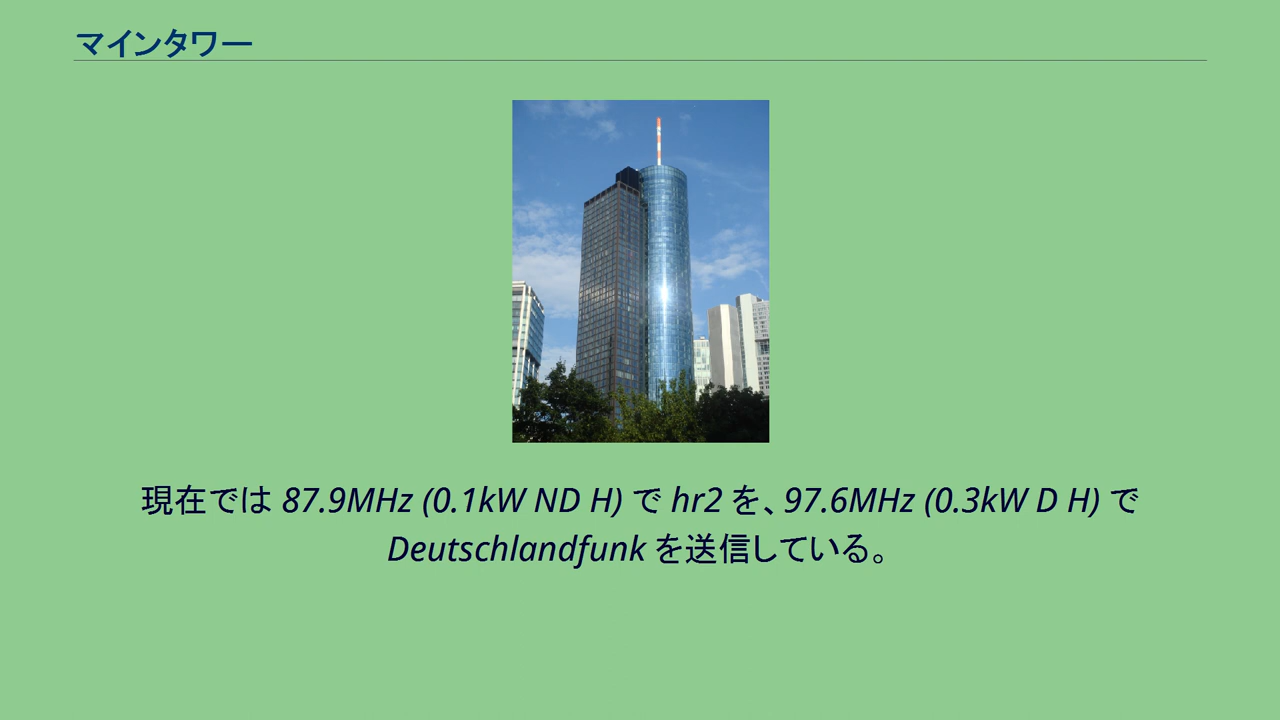 マインタワー
現在では 87.9MHz (0.1kW ND H) で hr2 を、97.6MHz (0.3kW D H) で
Deutschlandfunk を送信している。